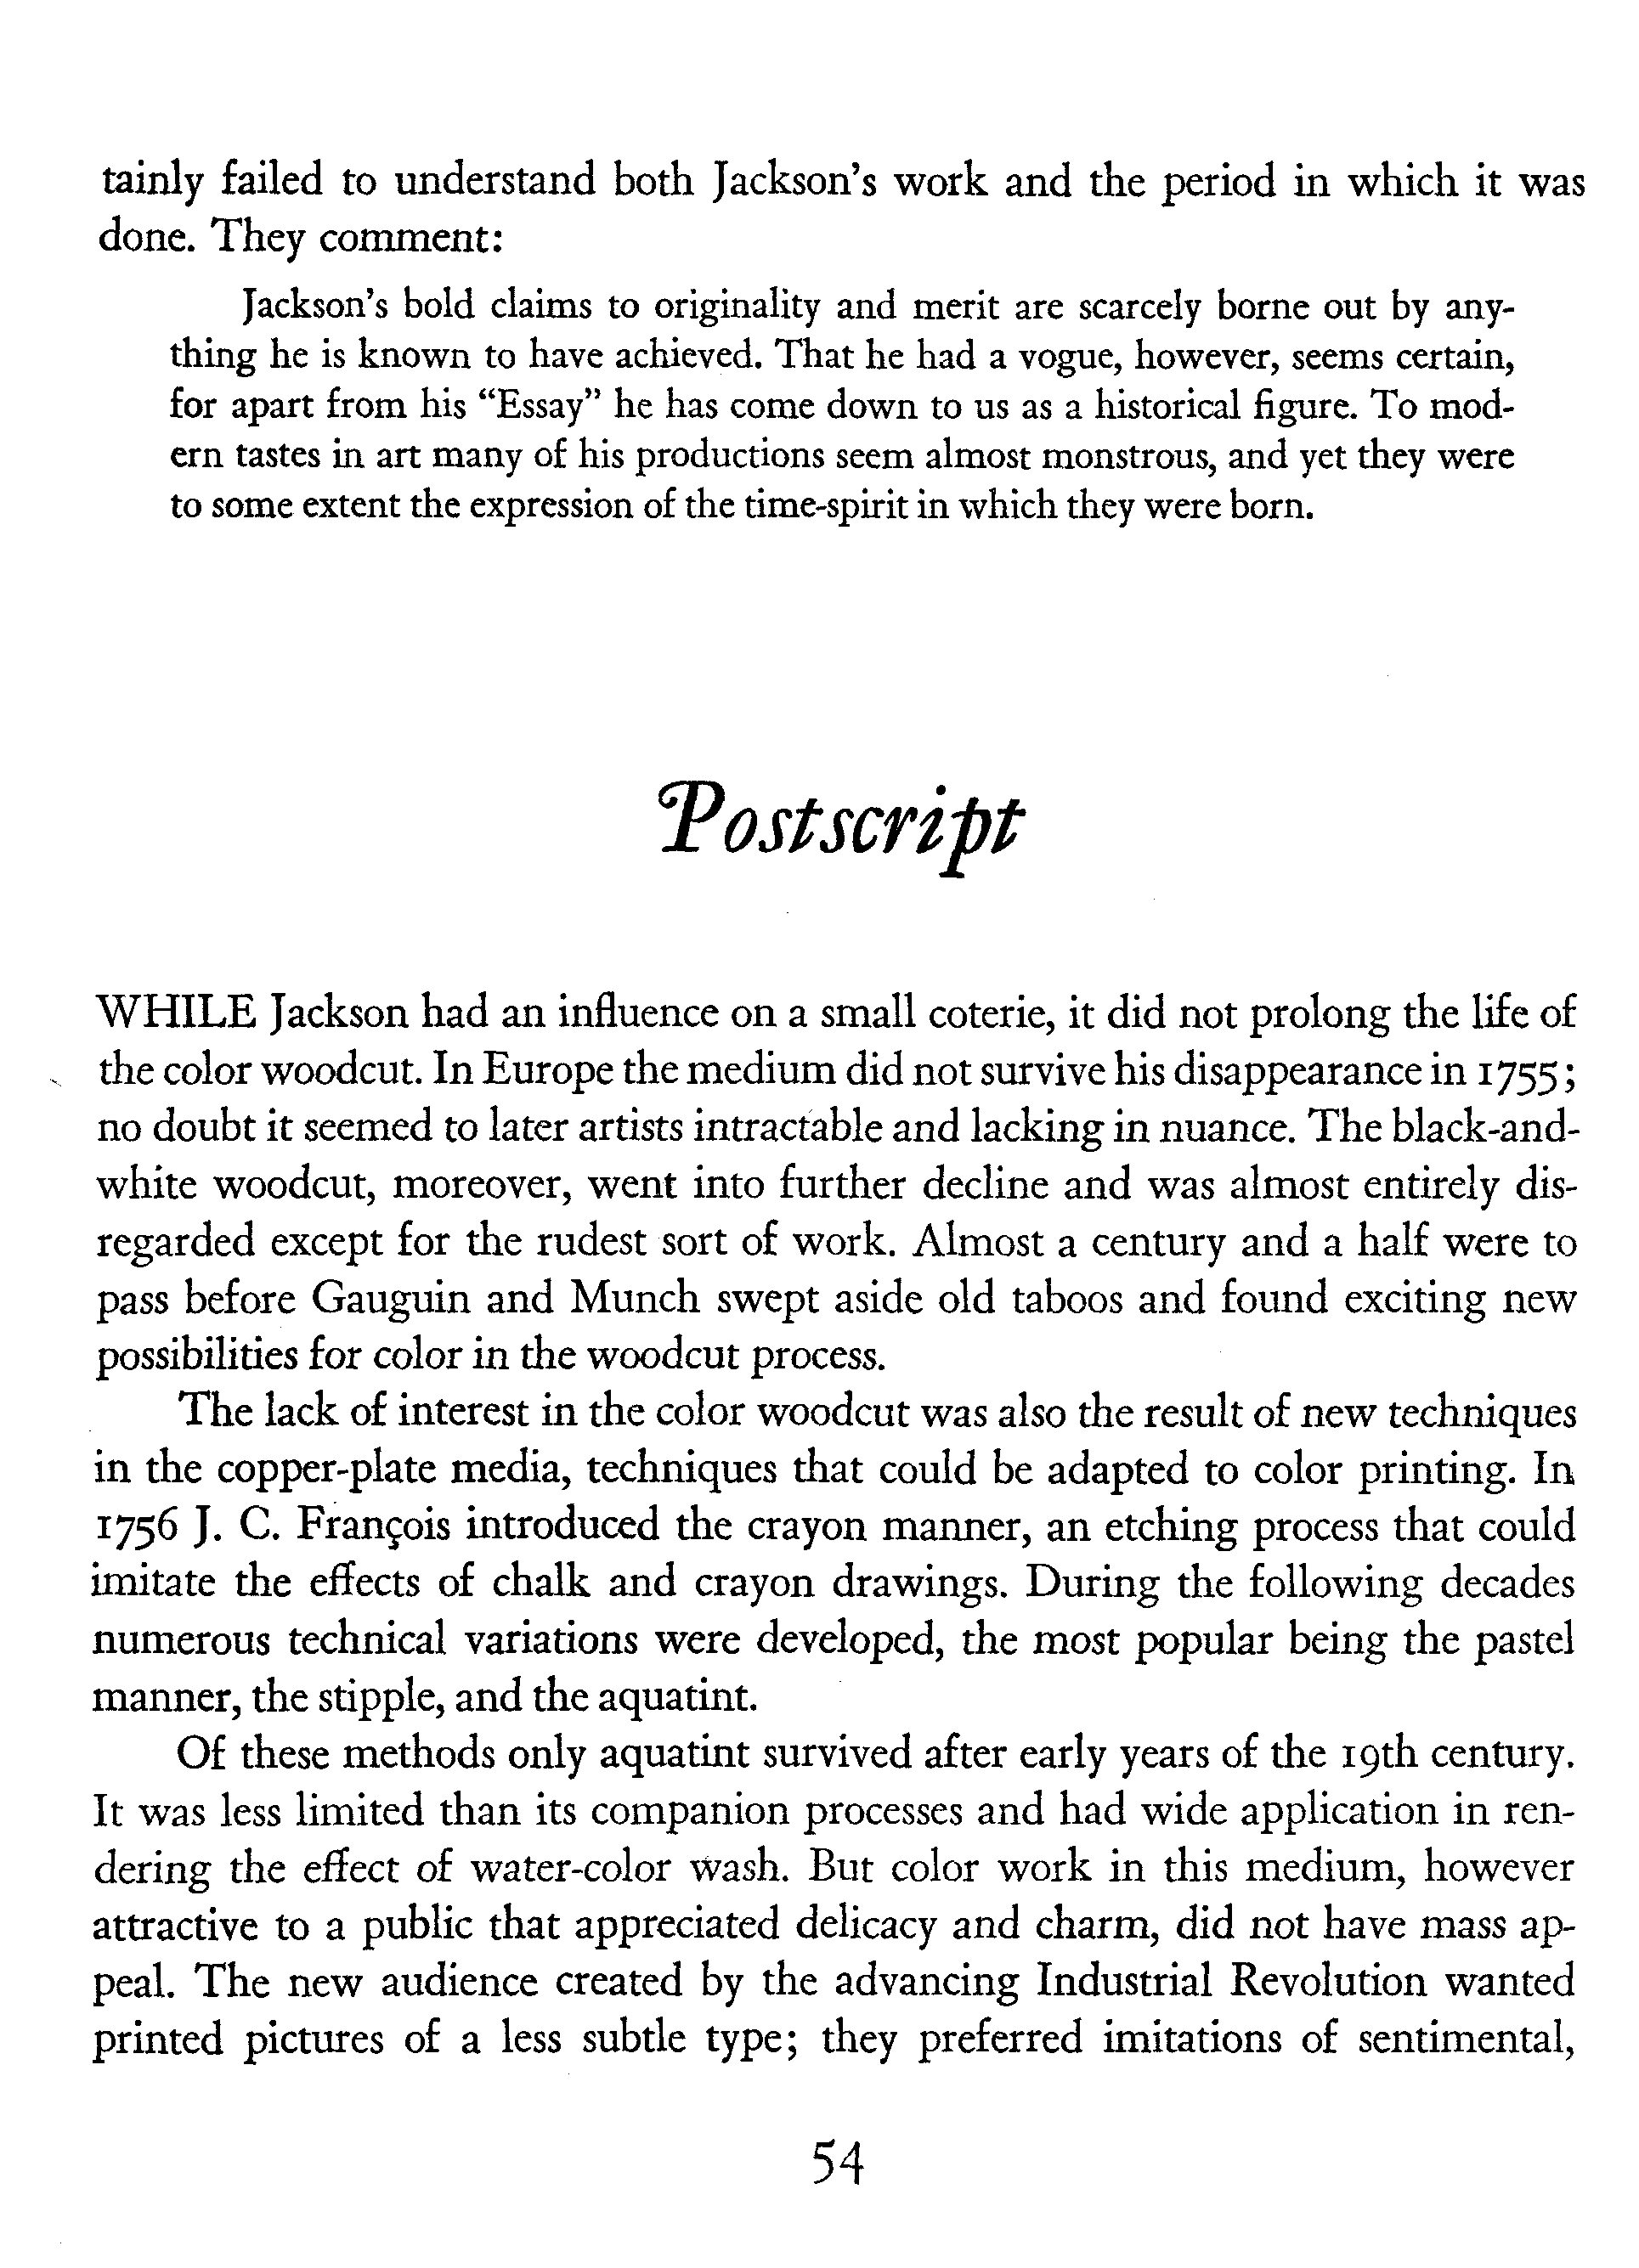 tainly failed to understand both Jackson's work and the period in which it was
done. They comment:
Jackson's bold claims to originality and merit are scarcely borne out by any-
thing he is known to have achieved. That he had a vogue, however, seems certain,
for apart from his “Essay” he has come down to us as a historical figure. To mod-
ern tastes in art many of his productions seem almost monstrous, and yet they were
to some extent the expression of the time-spirit in which they were born.
Postscript
WHILE Jackson had an influence on a small coterie, it did not prolong the life of
the color woodcut. In Europe the medium did not survive his disappearance in 1755;
no doubt it seemed to later artists intractable and lacking in nuance. The black-and-
white woodcut, moreover, went into further decline and was almost entirely dis-
regarded except for the rudest sort of work. Almost a century and a half were to
pass before Gauguin and Munch swept aside old taboos and found exciting new
possibilities for color in the woodcut process.
The lack of interest in the color woodcut was also the result of new techniques
in the copper-plate media, techniques that could be adapted to color printing. In
1756 J. C. François introduced the crayon manner, an etching process that could
imitate the effects of chalk and crayon drawings. During the following decades
numerous technical variations were developed, the most popular being the pastel
manner, the stipple, and the aquatint.
Of these methods only aquatint survived after early years of the 19th century.
It was less limited than its companion processes and had wide application in ren-
dering the effect of water-color wash. But color work in this medium, however
attractive to a public that appreciated delicacy and charm, did not have mass ap-
peal. The new audience created by the advancing Industrial Revolution wanted
printed pictures of a less subtle type; they preferred imitations of sentimental,
54